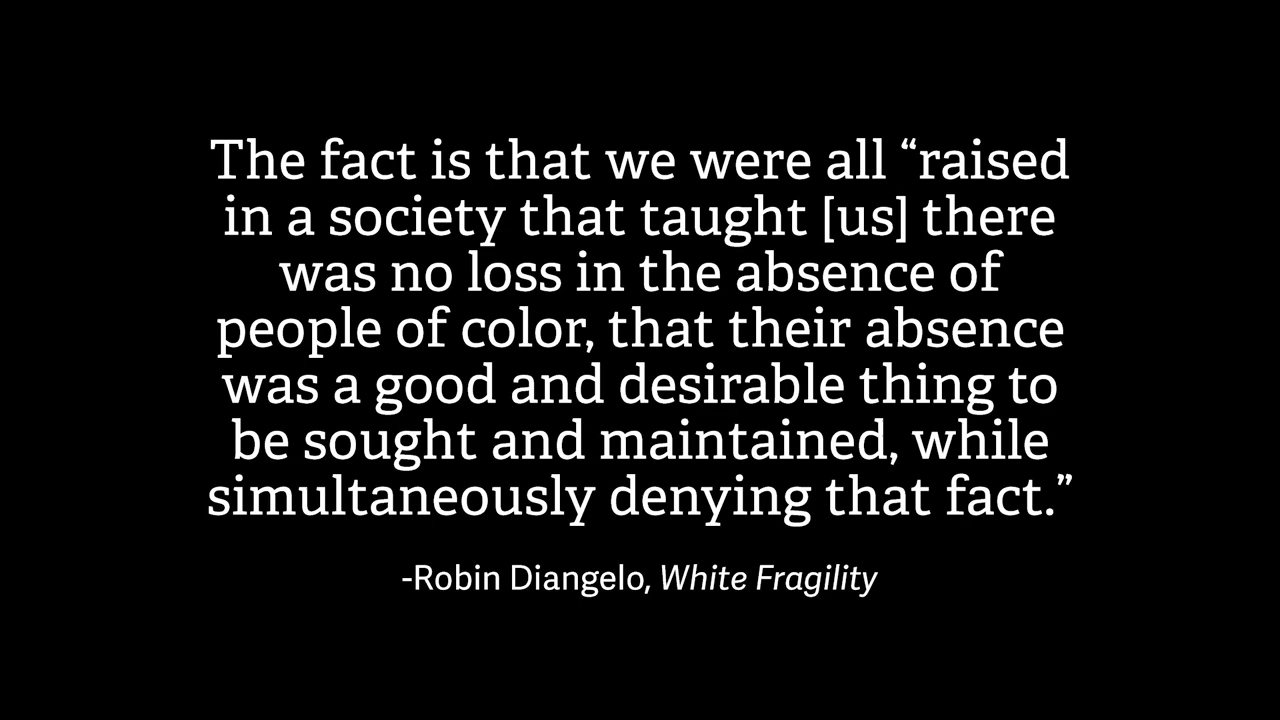 The fact is that we were all “raised
in a society that taught [us] there
was no loss in the absence of
people of color, that their absence
was a good and desirable thing to
be sought and maintained, while
simultaneously denying that fact.”
-Robin Diangelo, White Fragility